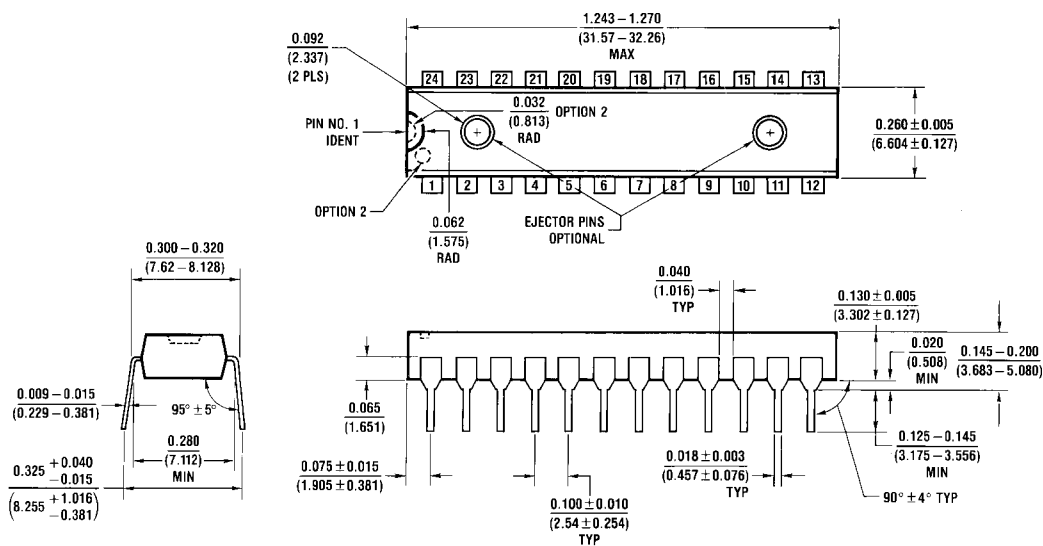 1.243 – 1.270
(31.57 – 32.26)
MAX
0.092
(2.337)
(2 PLS)
24 23 22 21 20 19 18 17 16 15 14 13
0.032
(0.813)
RAD
OPTION 2
PIN NO. 1
IDENT
0.260 ± 0.005
(6.604 ± 0.127)
1 2 3 4 5 6 7 8 9 10 11 12
OPTION 2
0.062
(1.575)
RAD
EJECTOR PINS
OPTIONAL
0.300 – 0.320
(7.62 – 8.128)
0.040
(1.016)
TYP
0.130 ± 0.005
(3.302 ± 0.127)
0.020
(0.508)
MIN
0.145 – 0.200
(3.683 – 5.080)
0.009 – 0.015
(0.229 – 0.381)
95° ± 5°
0.280
(7.112)
MIN
0.325 +0.040 −0.015
(8.255 +1.016 −0.381)
0.065
(1.651)
0.075 ± 0.015
(1.905 ± 0.381)
0.100 ± 0.010
(2.54 ± 0.254)
TYP
0.018 ± 0.003
(0.457 ± 0.076)
TYP
0.125 – 0.145
(3.175 – 3.556)
MIN
90° ± 4° TYP